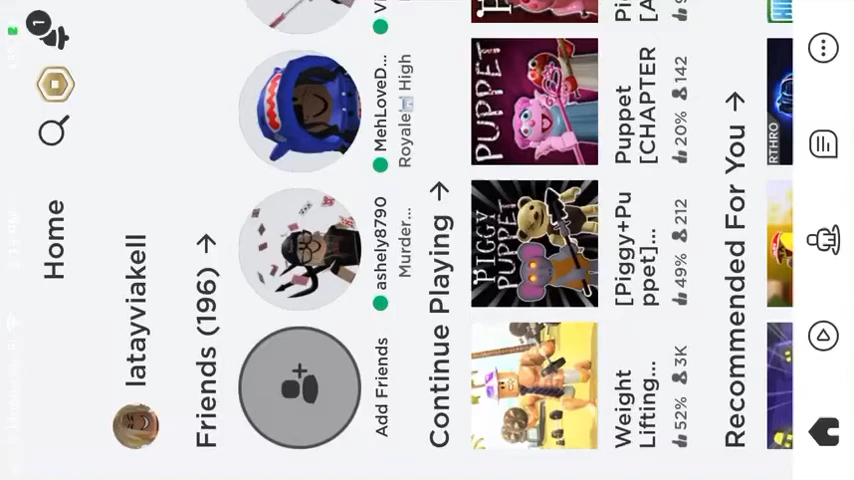 1
Home
latayviakell
Friends (196) →
Add Friends
ashely8790
Murder...
MehLoveD...
Royale🏰 High
Continue Playing →
Weight
Lifting...
52% 3K
PIGGY
PUPPET
[Piggy+Pu
ppet]...
49% 212
PUPPET
Puppet
[CHAPTER
20% 142
Recommended For You →
RTHRO